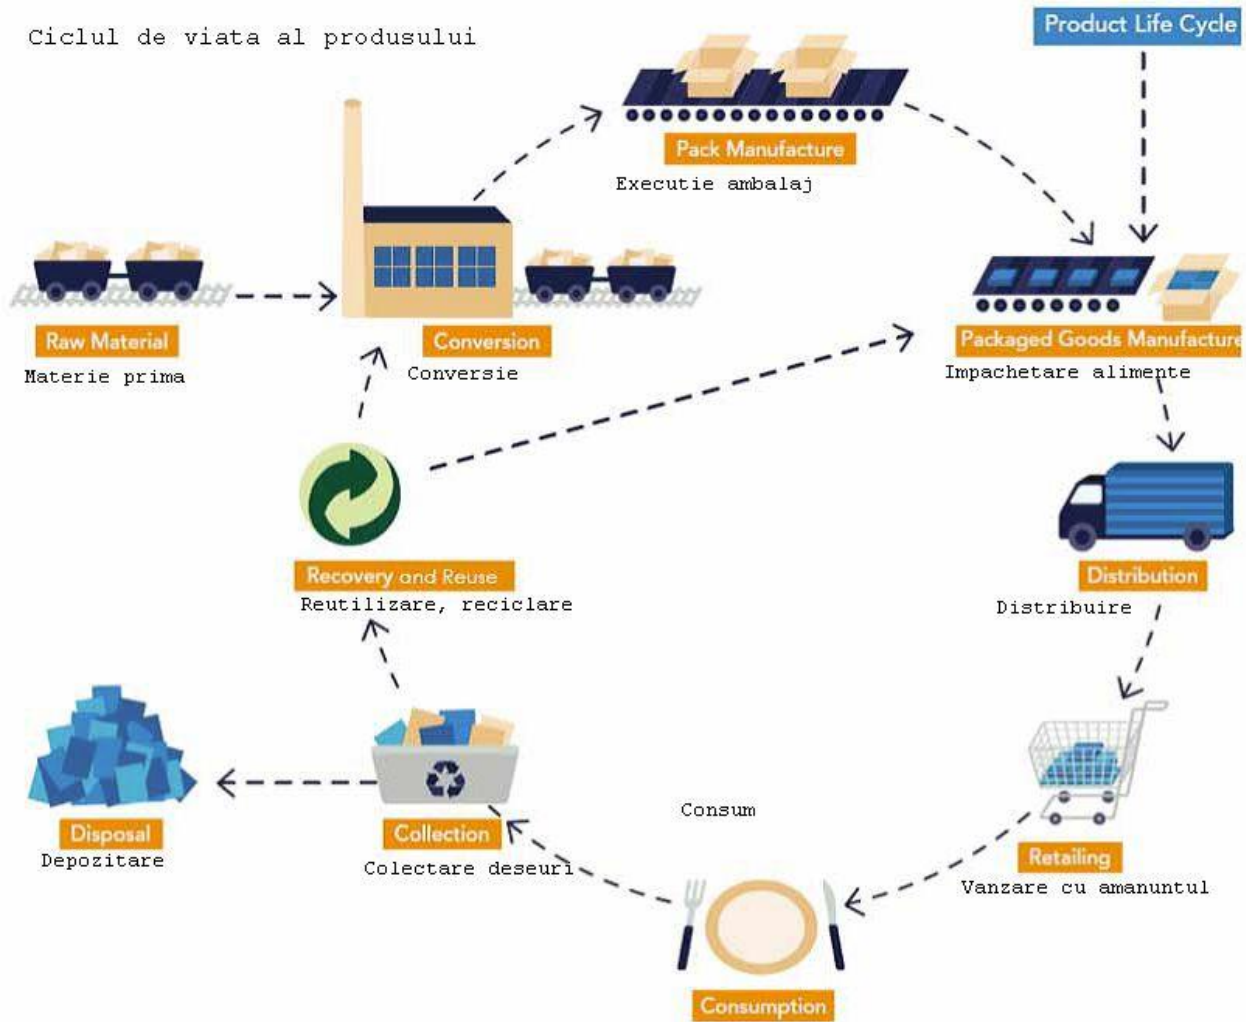 Ciclul de viata al produsului
Product Life Cycle
Pack Manufacture
Executie ambalaj
Raw Material
Materie prima
Conversion
Conversie
Packaged Goods Manufacture
Impachetare alimente
Recovery and Reuse
Reutilizare, reciclare
Distribution
Distribuire
Disposal
Depozitare
Collection
Colectare deseuri
Consum
Consumption
Retailing
Vanzare cu amanuntul